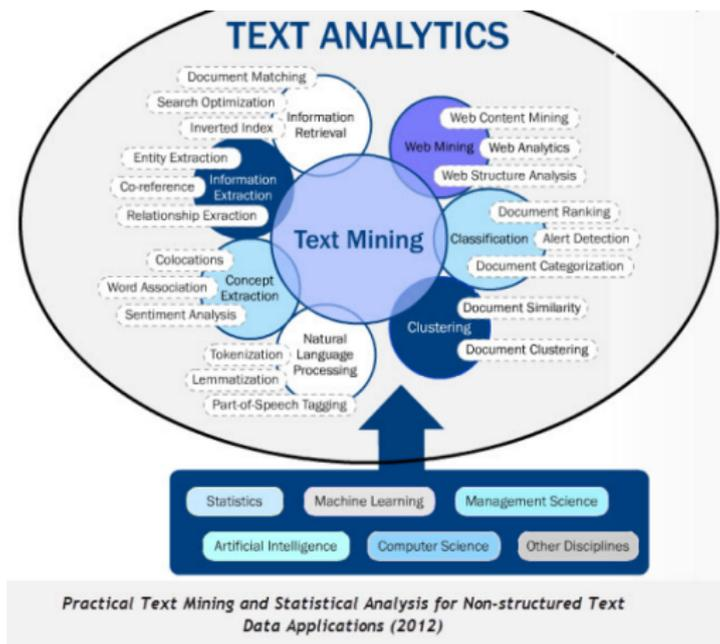 TEXT ANALYTICS
Document Matching
Search Optimization
Inverted Index
Information
Retrieval
Entity Extraction
Co-reference
Relationship Exraction
Information
Extraction
Colocations
Word Association
Sentiment Analysis
Concept
Extraction
Tokenization
Lemmatization
Part-of-Speech Tagging
Natural
Language
Processing
Text Mining
Web Mining
Web Content Mining
Web Analytics
Web Structure Analysis
Classification
Document Ranking
Alert Detection
Document Categorization
Clustering
Document Similarity
Document Clustering
Statistics
Machine Learning
Management Science
Artificial Intelligence
Computer Science
Other Disciplines
Practical Text Mining and Statistical Analysis for Non-structured Text
Data Applications (2012)